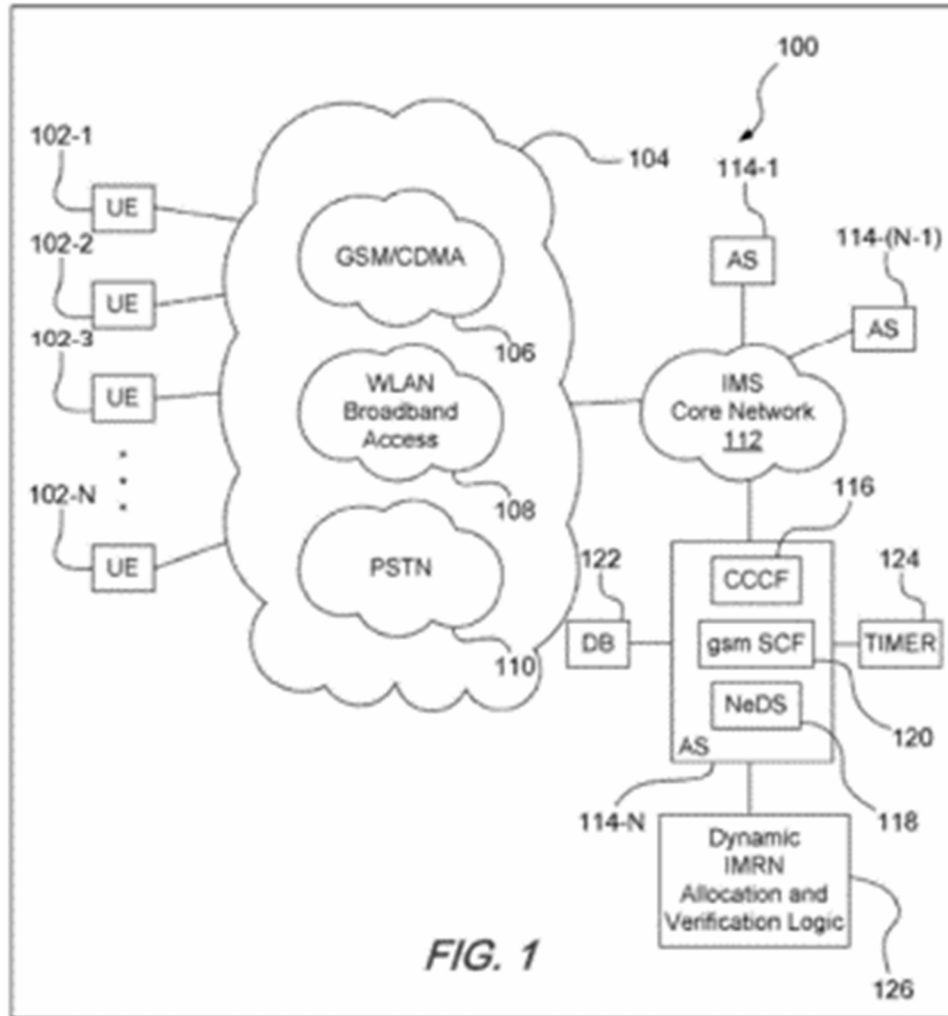 100
102-1
104
114-1
UE
114-(N-1)
102-2
AS
GSM/CDMA
UE
AS
102-3
106
WLAN
Broadband
Access
IMS
Core Network
112
UE
102-N
108
116
UE
PSTN
122
CCCF
124
DB
gsm SCF
TIMER
110
NeDS
120
AS
114-N
118
Dynamic
IMRN
Allocation and
Verification Logic
FIG. 1
126